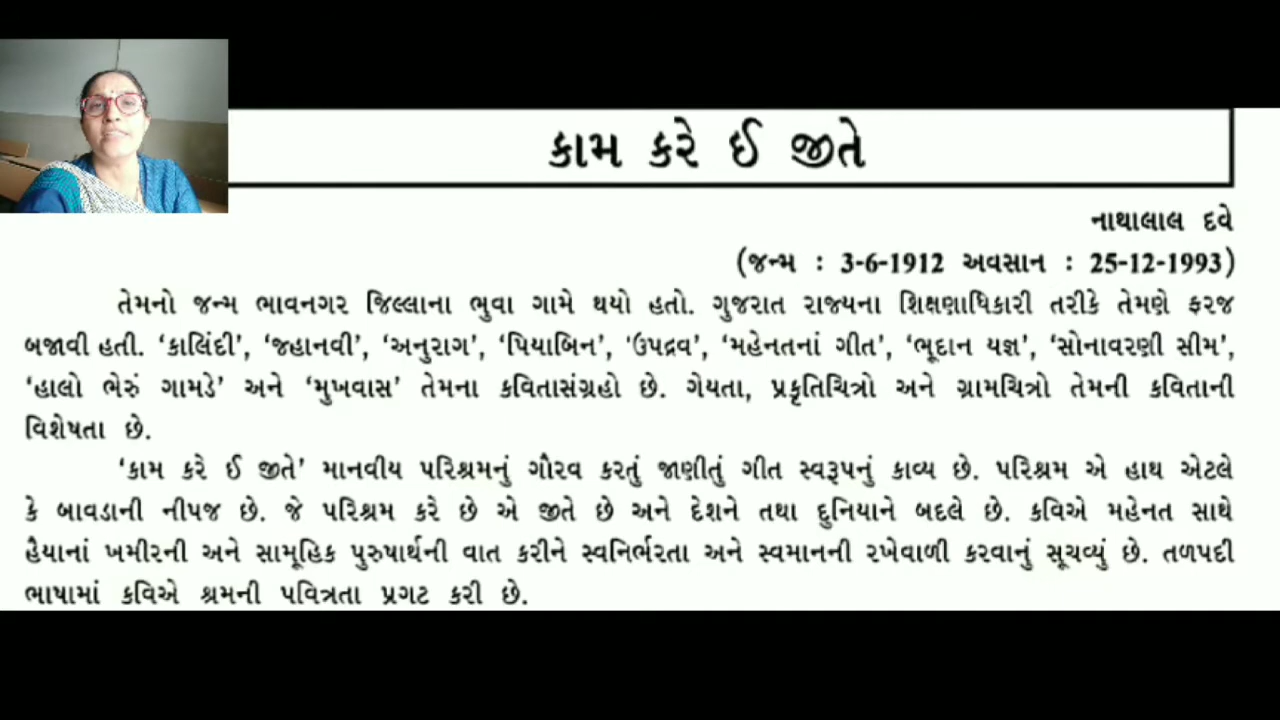 કામ કરે ઈ જીતે
નાથાલાલ દવે
(જન્મ : 3-6-1912 અવસાન : 25-12-1993)
તેમનો જન્મ ભાવનગર જિલ્લાના ભુવા ગામે થયો હતો. ગુજરાત રાજ્યના શિક્ષણાધિકારી તરીકે તેમણે ફરજ
બજાવી હતી. ‘કાલિંદી’, ‘જહાનવી’, ‘અનુરાગ’, ‘પિયાબિન’, ‘ઉપદ્રવ’, ‘મહેનતનાં ગીત’, ‘ભૂદાન યજ્ઞ’, ‘સોનાવરણી સીમ’,
‘હાલો ભેરું ગામડે’ અને ‘મુખવાસ’ તેમના કવિતાસંગ્રહો છે. ગેયતા, પ્રકૃતિચિત્રો અને ગ્રામચિત્રો તેમની કવિતાની
વિશેષતા છે.
‘કામ કરે ઈ જીતે’ માનવીય પરિશ્રમનું ગૌરવ કરતું જાણીતું ગીત સ્વરૂપનું કાવ્ય છે. પરિશ્રમ એ હાથ એટલે
કે બાવડાની નીપજ છે. જે પરિશ્રમ કરે છે એ જીતે છે અને દેશને તથા દુનિયાને બદલે છે. કવિએ મહેનત સાથે
હૈયાનાં ખમીરની અને સામૂહિક પુરુષાર્થની વાત કરીને સ્વનિર્ભરતા અને સ્વમાનની રખેવાળી કરવાનું સૂચવ્યું છે. તળપદી
ભાષામાં કવિએ શ્રમની પવિત્રતા પ્રગટ કરી છે.